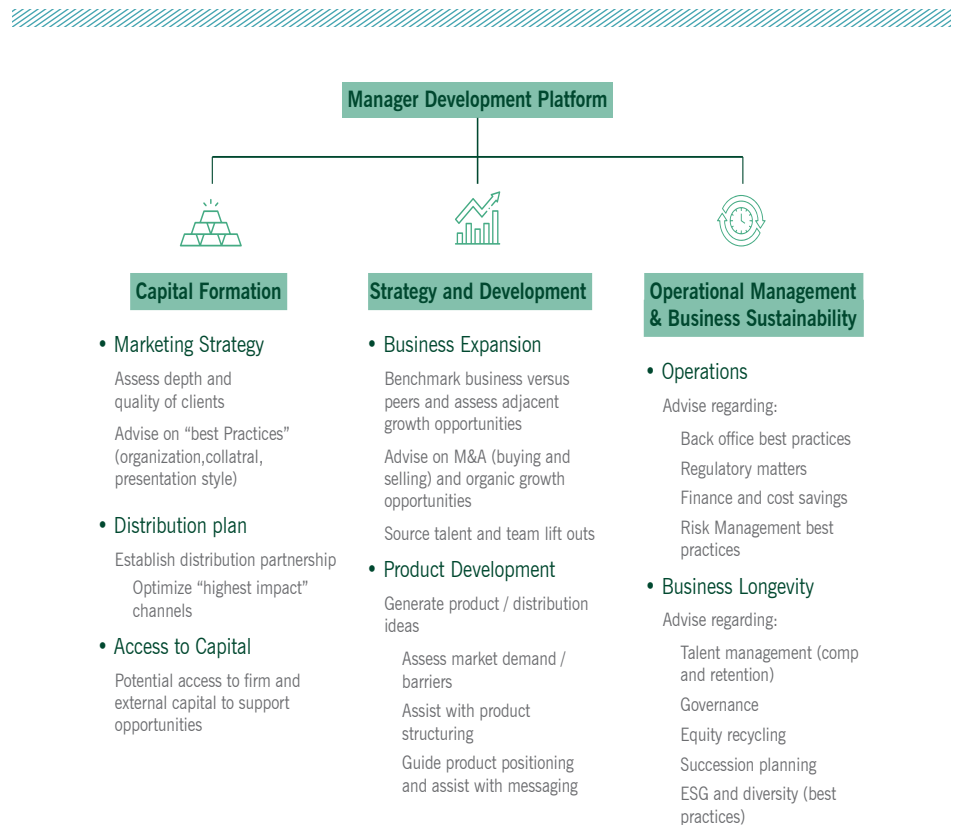 Manager Development Platform
Capital Formation
• Marketing Strategy
Assess depth and
quality of clients
Advise on “best Practices”
(organization,collatral,
presentation style)
• Distribution plan
Establish distribution partnership
Optimize “highest impact”
channels
• Access to Capital
Potential access to firm and
external capital to support
opportunities
Strategy and Development
• Business Expansion
Benchmark business versus
peers and assess adjacent
growth opportunities
Advise on M&A (buying and
selling) and organic growth
opportunities
Source talent and team lift outs
• Product Development
Generate product / distribution
ideas
Assess market demand /
barriers
Assist with product
structuring
Guide product positioning
and assist with messaging
Operational Management
& Business Sustainability
• Operations
Advise regarding:
Back office best practices
Regulatory matters
Finance and cost savings
Risk Management best
practices
• Business Longevity
Advise regarding:
Talent management (comp
and retention)
Governance
Equity recycling
Succession planning
ESG and diversity (best
practices)